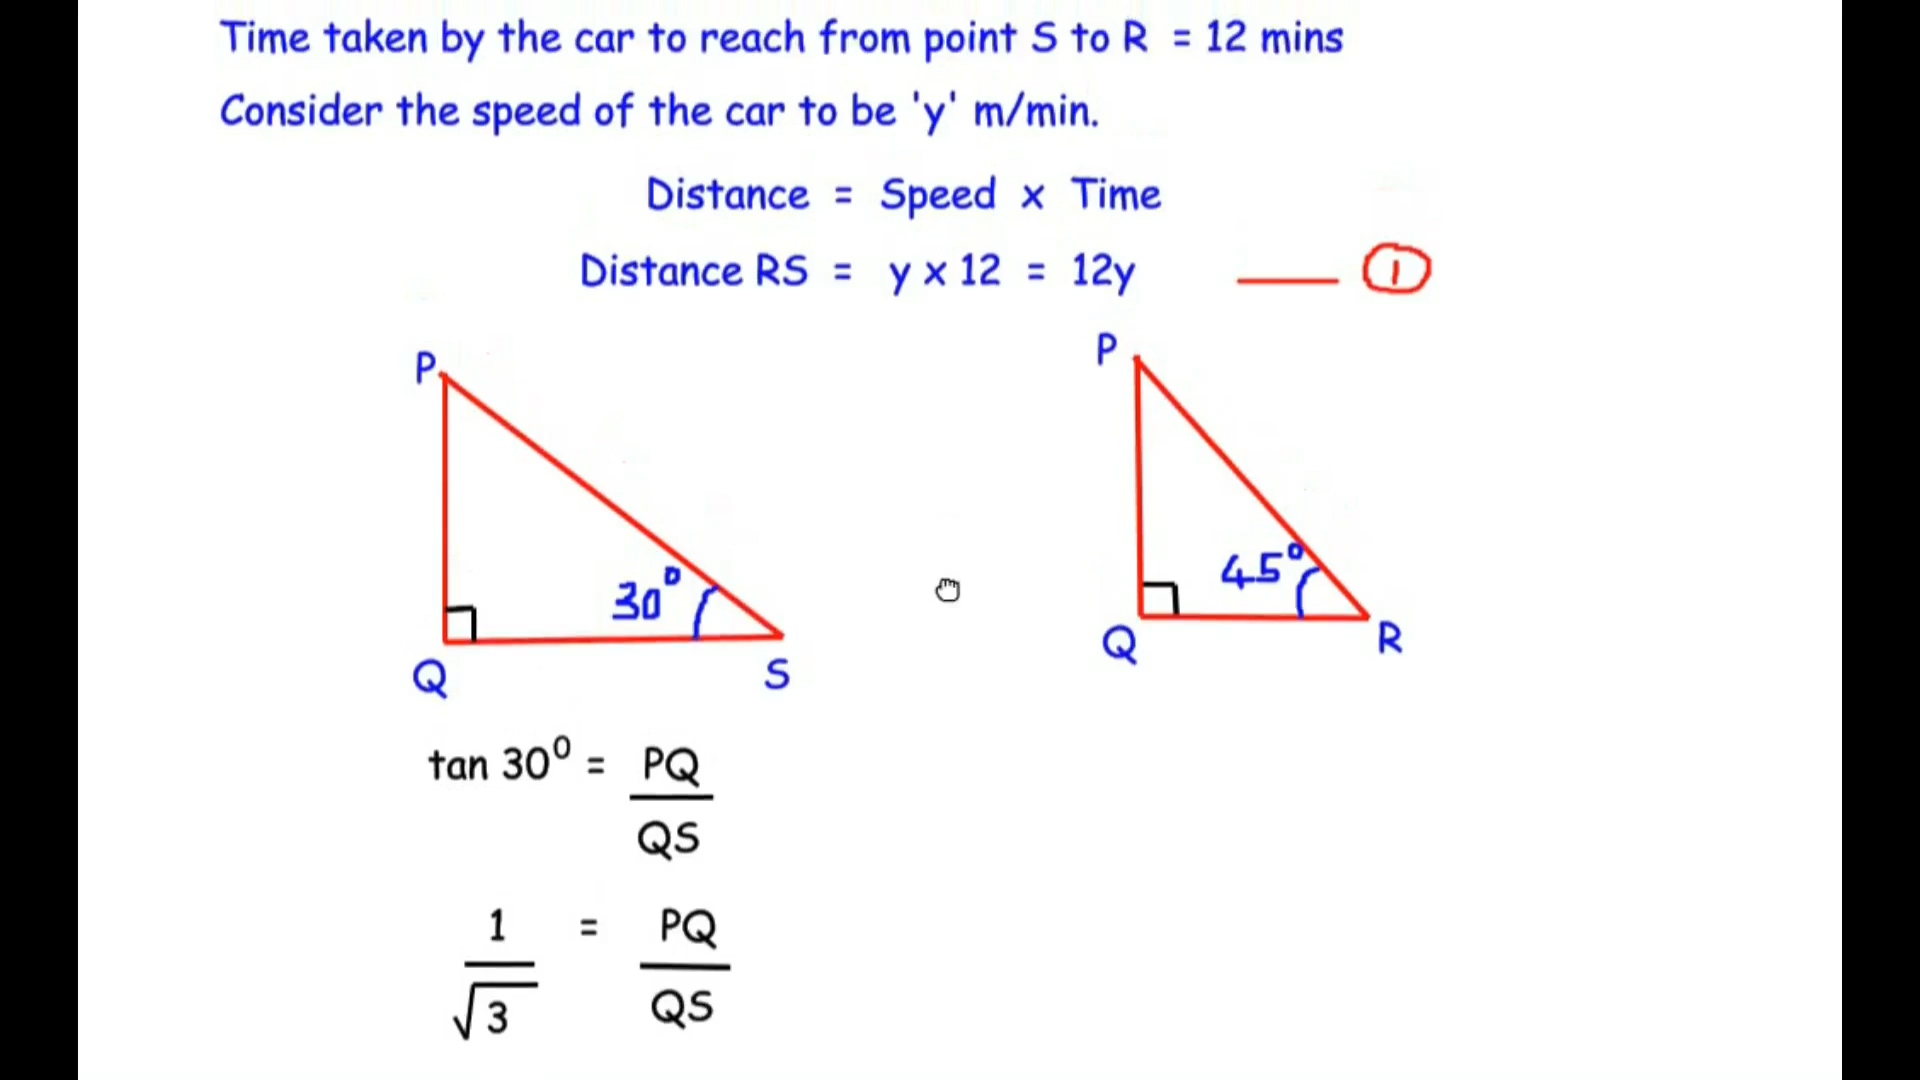 Time taken by the car to reach from point S to R = 12 mins
Consider the speed of the car to be 'y' m/min.
Distance = Speed x Time
Distance RS = y x 12 = 12y 1
P
P
30°
45°
Q
S
Q
R
tan 30⁰ = PQ
QS
1 = PQ
√3 QS